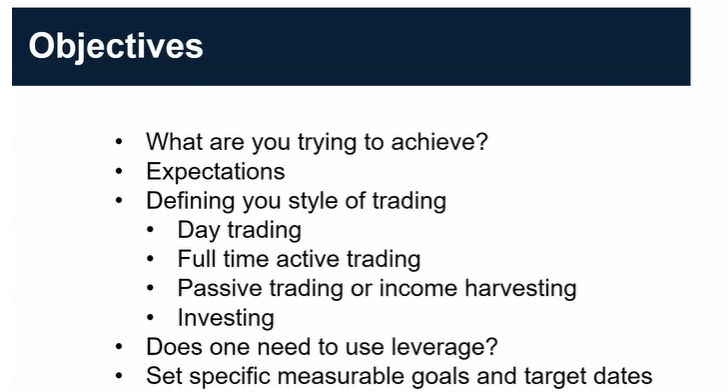 Objectives
• What are you trying to achieve?
• Expectations
• Defining you style of trading
• Day trading
• Full time active trading
• Passive trading or income harvesting
• Investing
• Does one need to use leverage?
• Set specific measurable goals and target dates